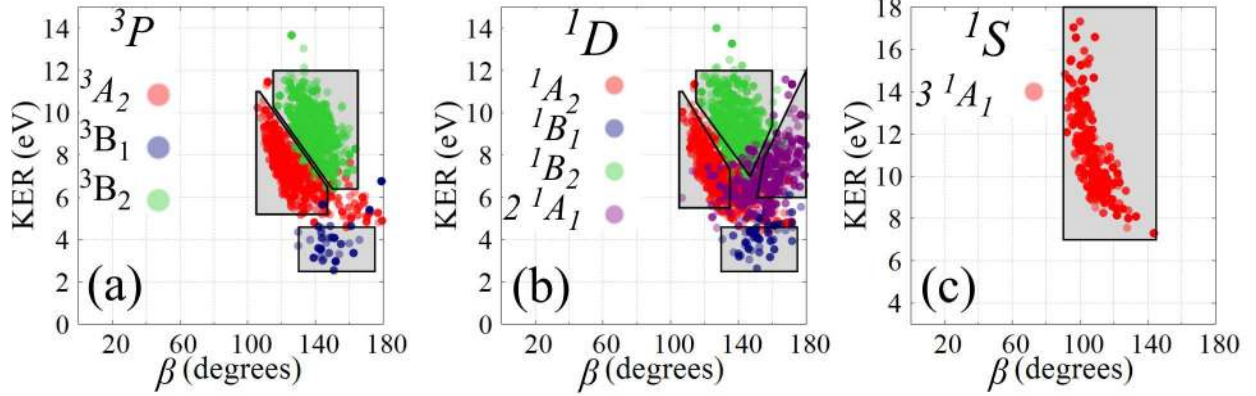 ³P
³A₂
³B₁
³B₂
(a)
KER (eV)
14
12
10
8
6
4
2
0
20 60 100 140 180
β (degrees)
¹D
¹A₂
¹B₁
¹B₂
2 ¹A₁
(b)
KER (eV)
14
12
10
8
6
4
2
0
20 60 100 140 180
β (degrees)
¹S
3 ¹A₁
(c)
KER (eV)
18
16
14
12
10
8
6
4
20 60 100 140 180
β (degrees)